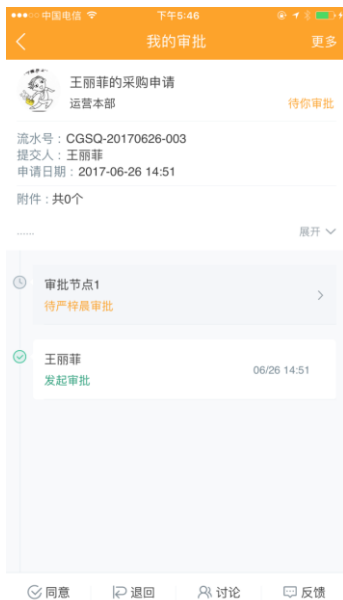 中国电信 下午5:46
我的审批 更多
王丽菲的采购申请
运营本部 待你审批
流水号：CGSQ-20170626-003
提交人：王丽菲
申请日期：2017-06-26 14:51
附件：共0个
...... 展开
审批节点1
待严梓晨审批
王丽菲 06/26 14:51
发起审批
同意 退回 讨论 反馈